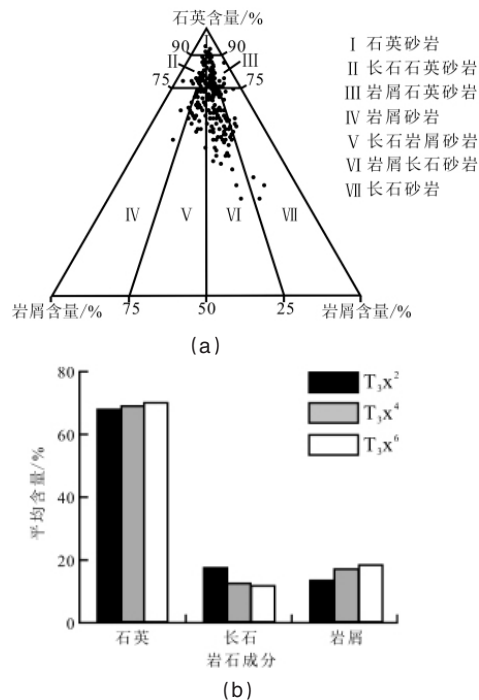 石英含量/%
90 Ⅰ 90
Ⅱ Ⅲ
75 75
Ⅳ Ⅴ Ⅵ Ⅶ
岩屑含量/% 75 50 25 岩屑含量/%
Ⅰ 石英砂岩
Ⅱ 长石石英砂岩
Ⅲ 岩屑石英砂岩
Ⅳ 岩屑砂岩
Ⅴ 长石岩屑砂岩
Ⅵ 岩屑长石砂岩
Ⅶ 长石砂岩
(a)
80
60
40
20
0
平均含量/%
T₃x²
T₃x⁴
T₃x⁶
石英 长石 岩屑
岩石成分
(b)